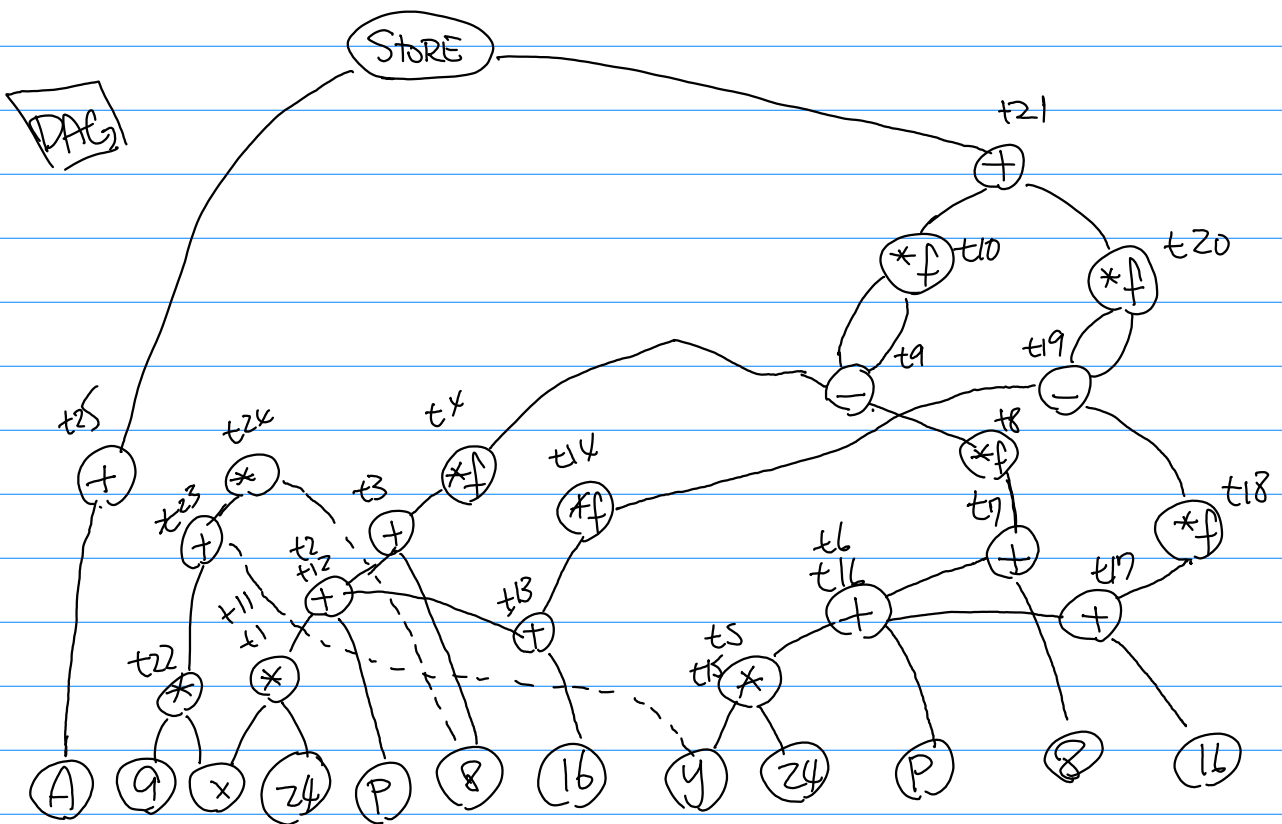 STORE
DAG
t21
+
*f t10
*f t20
t9
t19
−
−
t25
t24
t4
+
*
*f
t14
t8
*f
t23
t3
*f
t7
t18
+
+
*f
t2
t12
+
t6
t16
+
t17
t13
+
+
+
t11
t1
t5
t15
t22
*
*
*
A
9
x
24
P
8
16
y
24
P
8
16